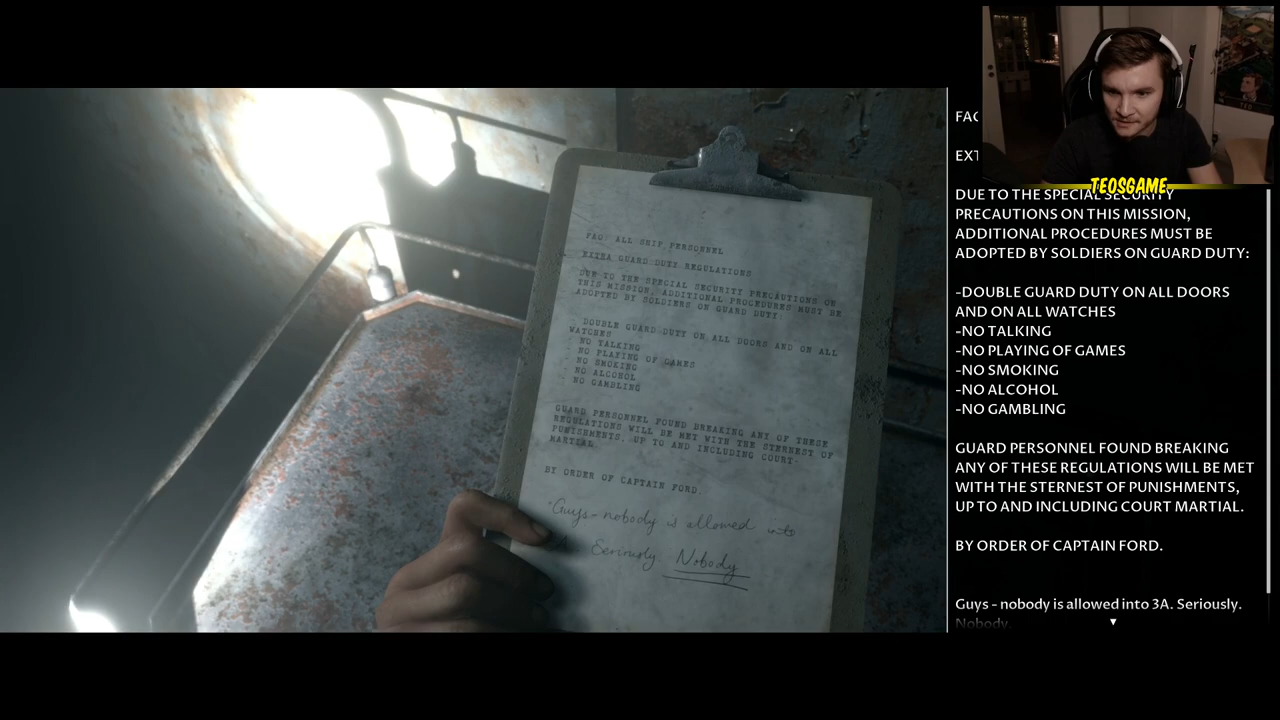 FAO: ALL SHIP PERSONNEL
EXTRA GUARD DUTY REGULATIONS
DUE TO THE SPECIAL SECURITY PRECAUTIONS ON
THIS MISSION, ADDITIONAL PROCEDURES MUST BE
ADOPTED BY SOLDIERS ON GUARD DUTY:
- DOUBLE GUARD DUTY ON ALL DOORS AND ON ALL
WATCHES
- NO TALKING
- NO PLAYING OF GAMES
- NO SMOKING
- NO ALCOHOL
- NO GAMBLING
GUARD PERSONNEL FOUND BREAKING ANY OF THESE
REGULATIONS WILL BE MET WITH THE STERNEST OF
PUNISHMENTS, UP TO AND INCLUDING COURT-
MARTIAL.
BY ORDER OF CAPTAIN FORD.
Guys - nobody is allowed into
Seriously Nobody
TEOSGAME
DUE TO THE SPECIAL SECURITY
PRECAUTIONS ON THIS MISSION,
ADDITIONAL PROCEDURES MUST BE
ADOPTED BY SOLDIERS ON GUARD DUTY:
-DOUBLE GUARD DUTY ON ALL DOORS
AND ON ALL WATCHES
-NO TALKING
-NO PLAYING OF GAMES
-NO SMOKING
-NO ALCOHOL
-NO GAMBLING
GUARD PERSONNEL FOUND BREAKING
ANY OF THESE REGULATIONS WILL BE MET
WITH THE STERNEST OF PUNISHMENTS,
UP TO AND INCLUDING COURT MARTIAL.
BY ORDER OF CAPTAIN FORD.
Guys - nobody is allowed into 3A. Seriously.
Nobody.